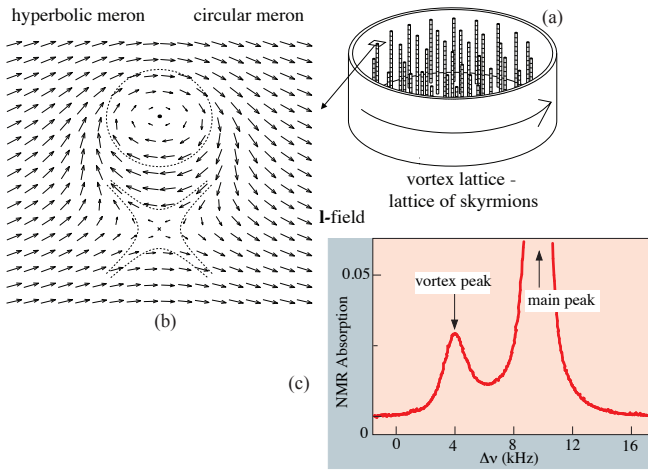 hyperbolic meron
circular meron
(a)
vortex lattice -
lattice of skyrmions
l-field
(b)
(c)
0.05
0
NMR Absorption
vortex peak
main peak
0 4 8 12 16
Δν (kHz)